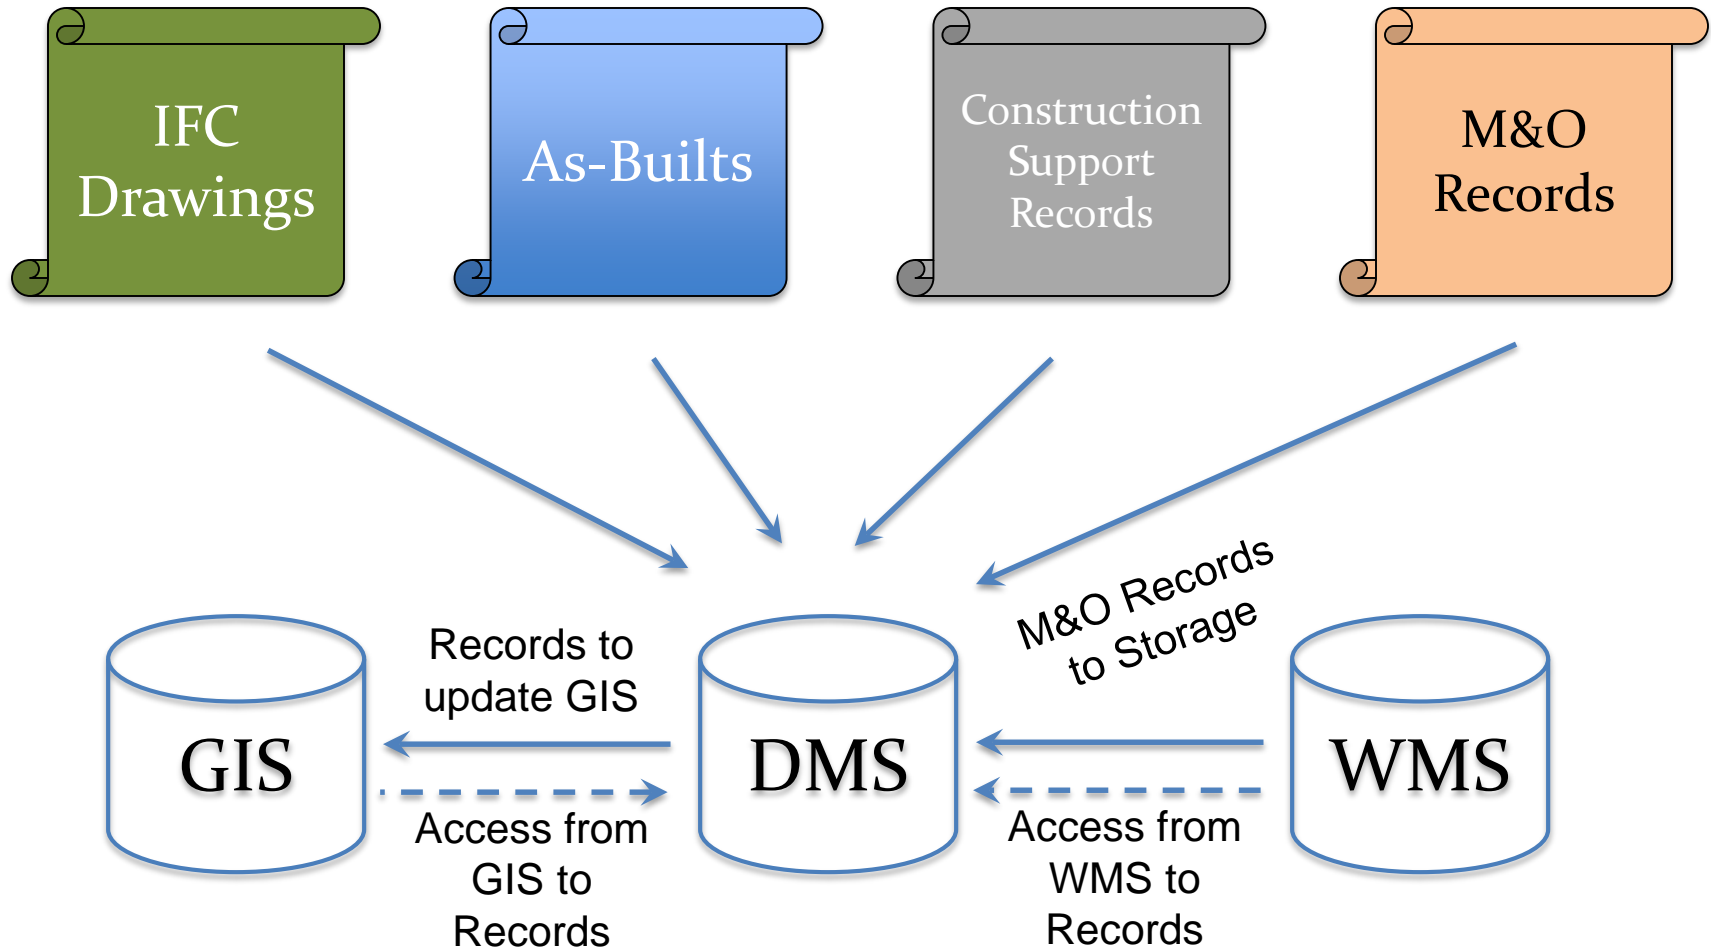 IFC
Drawings
As-Builts
Construction
Support
Records
M&O
Records
M&O Records
to Storage
Records to
update GIS
GIS
DMS
WMS
Access from
GIS to
Records
Access from
WMS to
Records